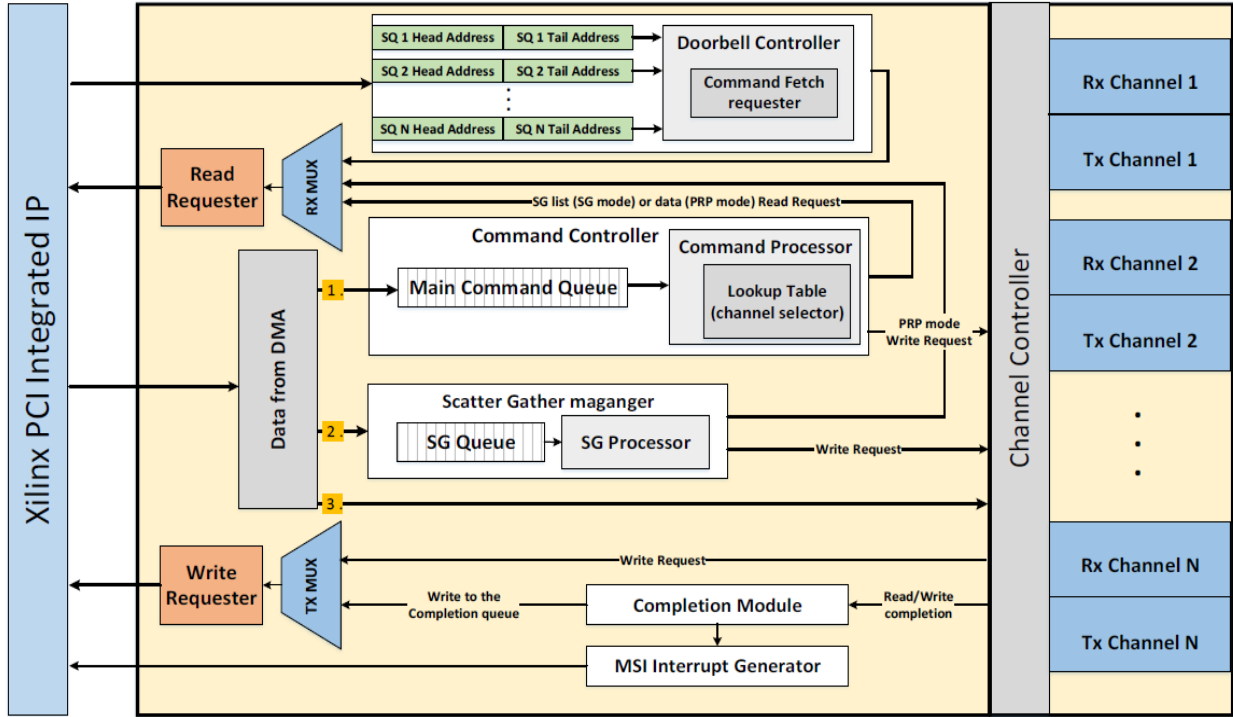 Xilinx PCI Integrated IP
SQ 1 Head Address
SQ 1 Tail Address
SQ 2 Head Address
SQ 2 Tail Address
SQ N Head Address
SQ N Tail Address
Doorbell Controller
Command Fetch
requester
Read
Requester
RX MUX
SG list (SG mode) or data (PRP mode) Read Request
Command Controller
Main Command Queue
Command Processor
Lookup Table
(channel selector)
PRP mode
Write Request
Data from DMA
1.
2.
3.
Scatter Gather maganger
SG Queue
SG Processor
Write Request
Write
Requester
TX MUX
Write Request
Write to the
Completion queue
Completion Module
Read/Write
completion
MSI Interrupt Generator
Channel Controller
Rx Channel 1
Tx Channel 1
Rx Channel 2
Tx Channel 2
Rx Channel N
Tx Channel N